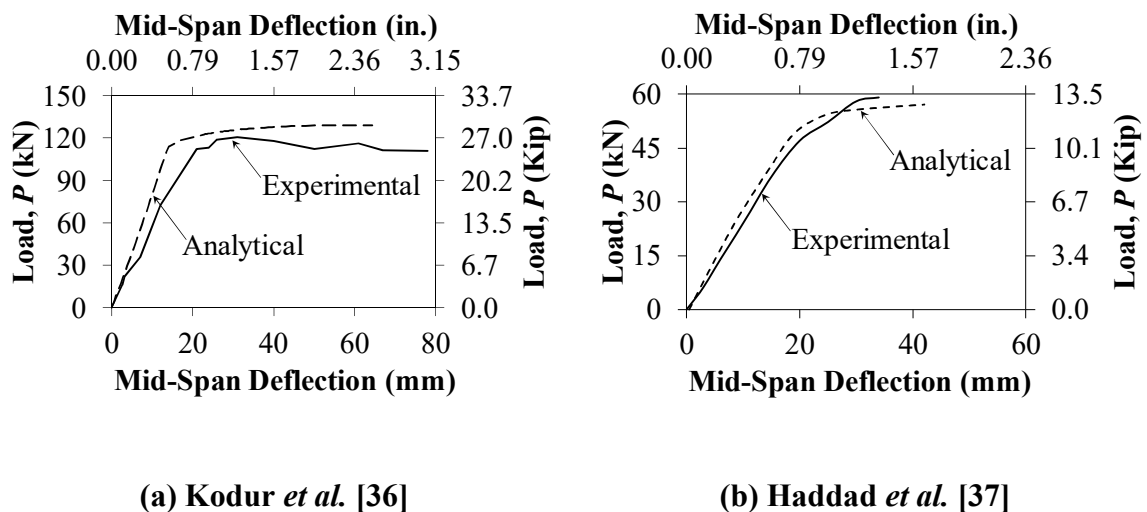 Mid-Span Deflection (in.)
0.00 0.79 1.57 2.36 3.15
150 120 90 60 30 0
Load, P (kN)
33.7 27.0 20.2 13.5 6.7 0.0
Load, P (Kip)
Experimental
Analytical
0 20 40 60 80
Mid-Span Deflection (mm)
(a) Kodur et al. [36]
Mid-Span Deflection (in.)
0.00 0.79 1.57 2.36
60 45 30 15 0
Load, P (kN)
13.5 10.1 6.7 3.4 0.0
Load, P (Kip)
Analytical
Experimental
0 20 40 60
Mid-Span Deflection (mm)
(b) Haddad et al. [37]